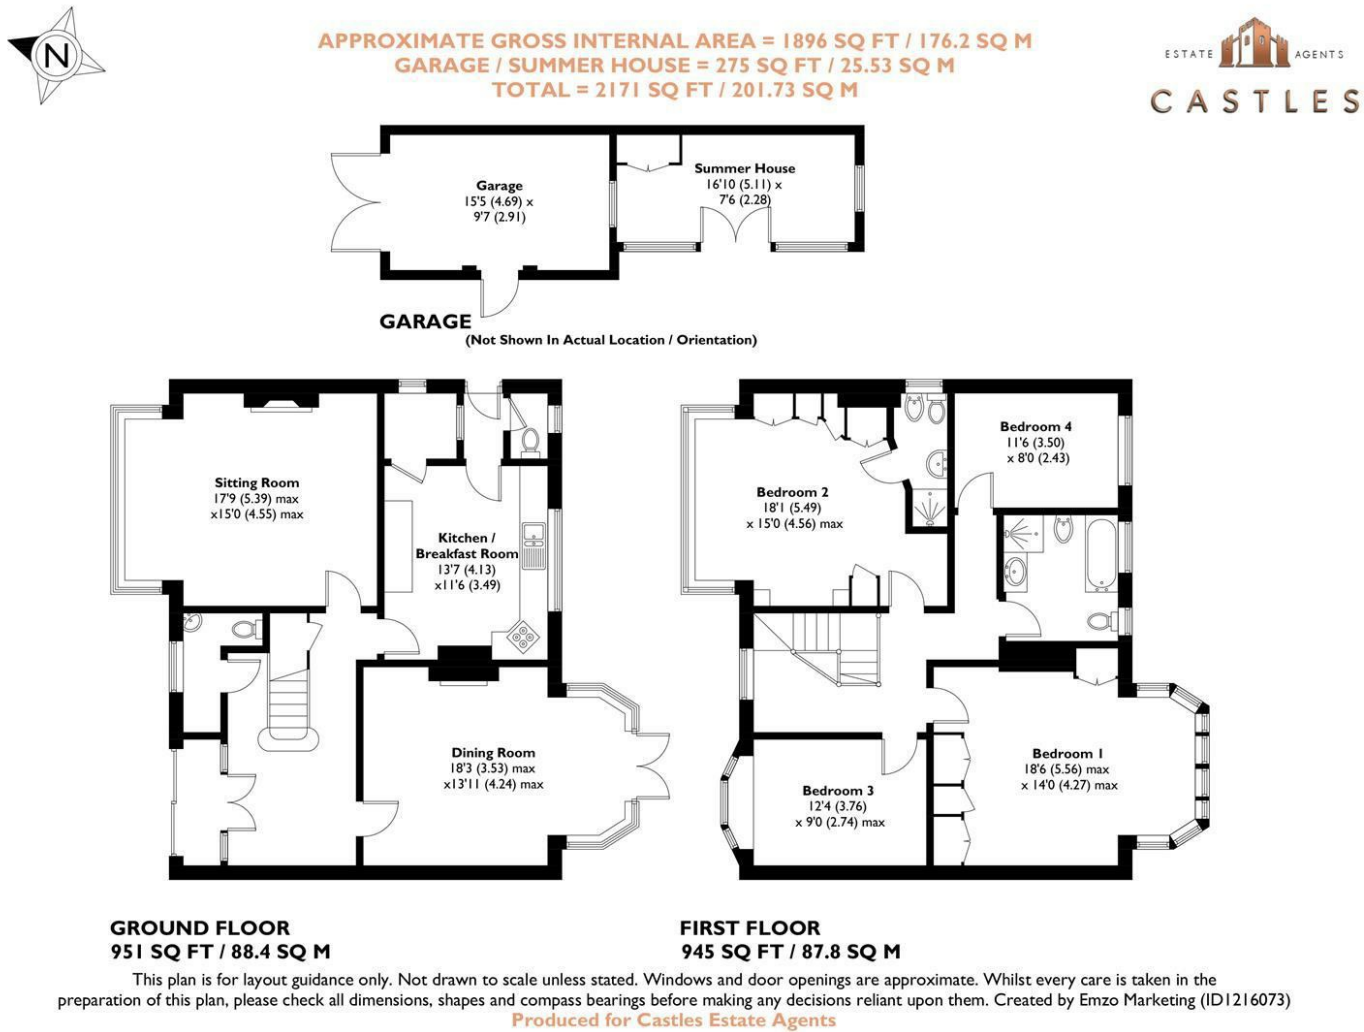 N
APPROXIMATE GROSS INTERNAL AREA = 1896 SQ FT / 176.2 SQ M
GARAGE / SUMMER HOUSE = 275 SQ FT / 25.53 SQ M
TOTAL = 2171 SQ FT / 201.73 SQ M
ESTATE AGENTS
CASTLES
Garage
15'5 (4.69) x
9'7 (2.91)
Summer House
16'10 (5.11) x
7'6 (2.28)
GARAGE
(Not Shown In Actual Location / Orientation)
Sitting Room
17'9 (5.39) max
x15'0 (4.55) max
Kitchen /
Breakfast Room
13'7 (4.13)
x11'6 (3.49)
Dining Room
18'3 (3.53) max
x13'11 (4.24) max
Bedroom 2
18'1 (5.49)
x 15'0 (4.56) max
Bedroom 4
11'6 (3.50)
x 8'0 (2.43)
Bedroom 3
12'4 (3.76)
x 9'0 (2.74) max
Bedroom 1
18'6 (5.56) max
x 14'0 (4.27) max
GROUND FLOOR
951 SQ FT / 88.4 SQ M
FIRST FLOOR
945 SQ FT / 87.8 SQ M
This plan is for layout guidance only. Not drawn to scale unless stated. Windows and door openings are approximate. Whilst every care is taken in the
preparation of this plan, please check all dimensions, shapes and compass bearings before making any decisions reliant upon them. Created by Emzo Marketing (ID1216073)
Produced for Castles Estate Agents